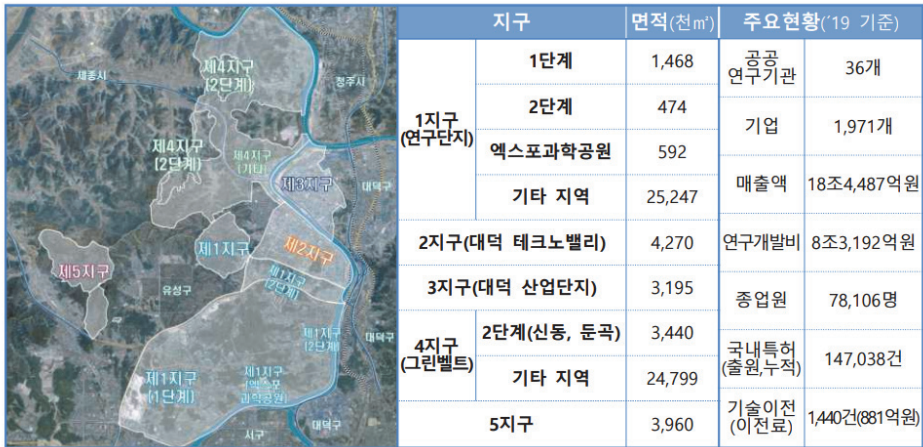 세종시
제4지구
(2단계)
청주시
제4지구
(2단계)
제4지구
(기타)
제3지구
대덕구
제1지구
제2지구
제5지구
유성구
제1지구
(2단계)
제1지구
(2단계)
대덕구
제1지구
(1단계)
제1지구
(엑스포
과학공원)
서구
대덕구
지구 면적(천㎡)
1지구
(연구단지)
1단계 1,468
2단계 474
엑스포과학공원 592
기타 지역 25,247
2지구(대덕 테크노밸리) 4,270
3지구(대덕 산업단지) 3,195
4지구
(그린벨트)
2단계(신동, 둔곡) 3,440
기타 지역 24,799
5지구 3,960
주요현황('19 기준)
공공
연구기관 36개
기업 1,971개
매출액 18조4,487억원
연구개발비 8조3,192억원
종업원 78,106명
국내특허
(출원,누적) 147,038건
기술이전
(이전료) 1,440건(881억원)